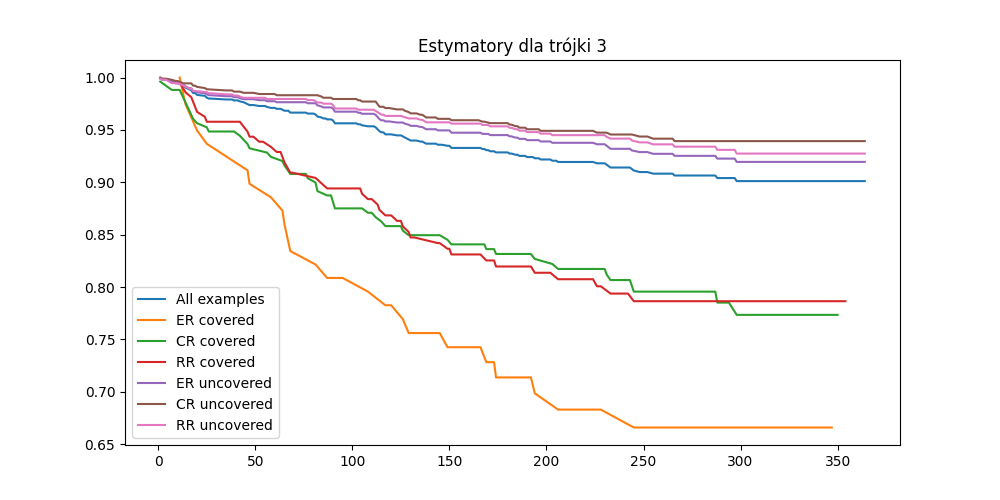 Estymatory dla trójki 3
1.00
0.95
0.90
0.85
0.80
0.75
0.70
0.65
All examples
ER covered
CR covered
RR covered
ER uncovered
CR uncovered
RR uncovered
0 50 100 150 200 250 300 350